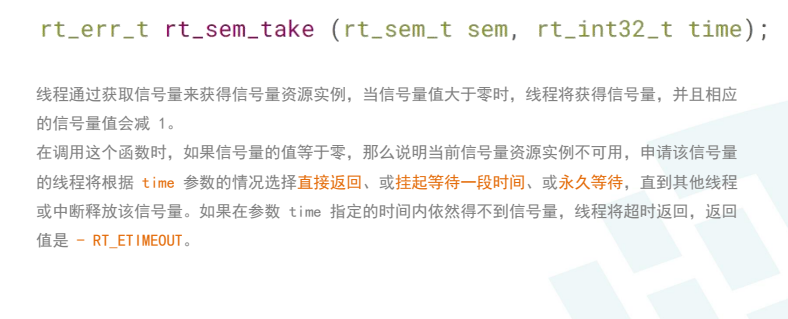 rt_err_t rt_sem_take (rt_sem_t sem, rt_int32_t time);
线程通过获取信号量来获得信号量资源实例，当信号量值大于零时，线程将获得信号量，并且相应
的信号量值会减 1。
在调用这个函数时，如果信号量的值等于零，那么说明当前信号量资源实例不可用，申请该信号量
的线程将根据 time 参数的情况选择直接返回、或挂起等待一段时间、或永久等待，直到其他线程
或中断释放该信号量。如果在参数 time 指定的时间内依然得不到信号量，线程将超时返回，返回
值是 - RT_ETIMEOUT。